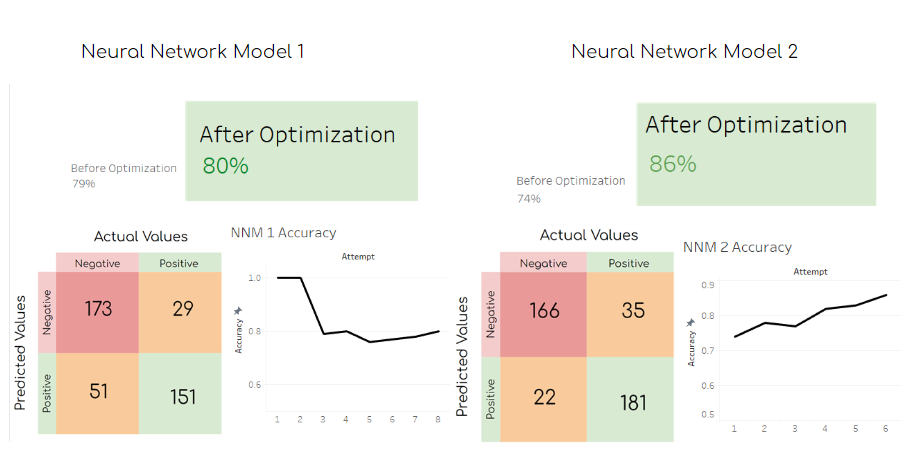 Neural Network Model 1
After Optimization
80%
Before Optimization
79%
Actual Values
Negative Positive
Predicted Values
Negative
173 29
Positive
51 151
NNM 1 Accuracy
Attempt
Accuracy
1.0
0.8
0.6
1 2 3 4 5 6 7 8
Neural Network Model 2
After Optimization
86%
Before Optimization
74%
Actual Values
Negative Positive
Predicted Values
Negative
166 35
Positive
22 181
NNM 2 Accuracy
Attempt
Accuracy
0.9
0.8
0.7
0.6
0.5
1 2 3 4 5 6